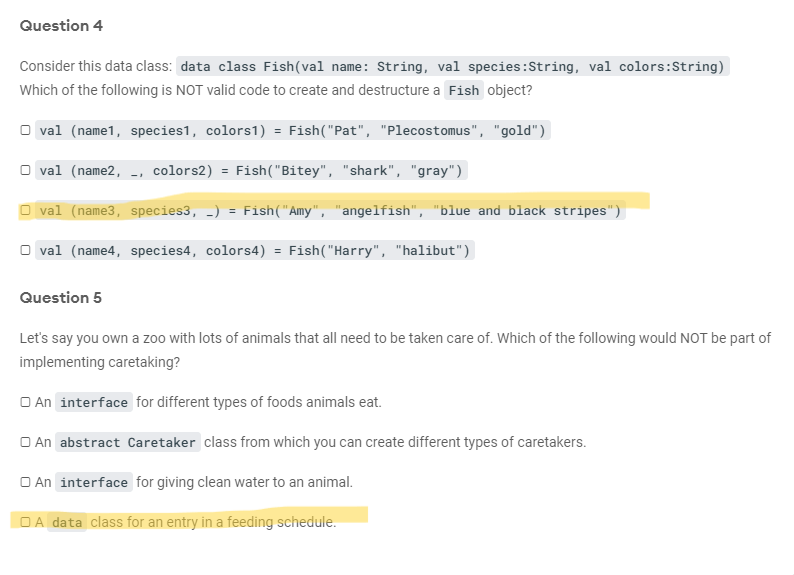 Question 4
Consider this data class: data class Fish(val name: String, val species:String, val colors:String)
Which of the following is NOT valid code to create and destructure a Fish object?
val (name1, species1, colors1) = Fish("Pat", "Plecostomus", "gold")
val (name2, _, colors2) = Fish("Bitey", "shark", "gray")
val (name3, species3, _) = Fish("Amy", "angelfish", "blue and black stripes")
val (name4, species4, colors4) = Fish("Harry", "halibut")
Question 5
Let's say you own a zoo with lots of animals that all need to be taken care of. Which of the following would NOT be part of
implementing caretaking?
An interface for different types of foods animals eat.
An abstract Caretaker class from which you can create different types of caretakers.
An interface for giving clean water to an animal.
A data class for an entry in a feeding schedule.